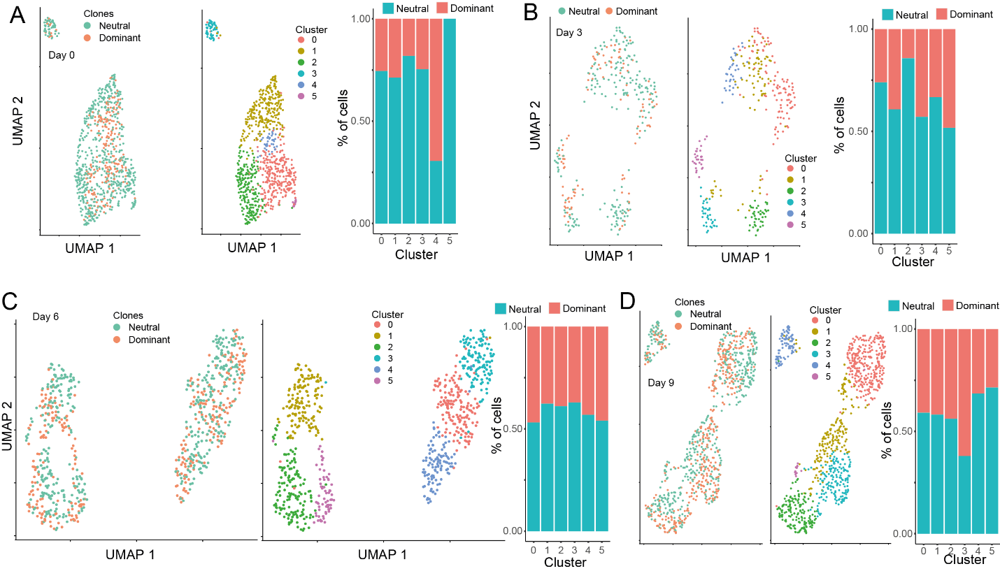 A
Clones
Neutral
Dominant
Day 0
UMAP 2
UMAP 1
Cluster
0
1
2
3
4
5
UMAP 1
Neutral Dominant
% of cells
1.00
0.50
0.00
0 1 2 3 4 5
Cluster
B
Neutral Dominant
Day 3
UMAP 2
UMAP 1
Cluster
0
1
2
3
4
5
UMAP 1
Neutral Dominant
% of cells
1.00
0.50
0.00
0 1 2 3 4 5
Cluster
C
Day 6
Clones
Neutral
Dominant
UMAP 2
UMAP 1
Cluster
0
1
2
3
4
5
UMAP 1
Neutral Dominant
% of cells
1.00
0.50
0.00
0 1 2 3 4 5
Cluster
D
Clones
Neutral
Dominant
Day 9
Cluster
0
1
2
3
4
5
Neutral Dominant
% of cells
1.00
0.50
0.00
0 1 2 3 4 5
Cluster